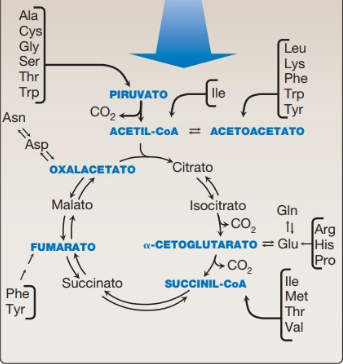 Ala
Cys
Gly
Ser
Thr
Trp
Leu
Lys
Phe
Trp
Tyr
PIRUVATO
Ile
CO2
ACETIL-CoA ⇌ ACETOACETATO
Asn
Asp
OXALACETATO
Citrato
Malato
Isocitrato
CO2
Gln
FUMARATO
α-CETOGLUTARATO ⇌ Glu
Arg
His
Pro
CO2
Succinato
SUCCINIL-CoA
Phe
Tyr
Ile
Met
Thr
Val